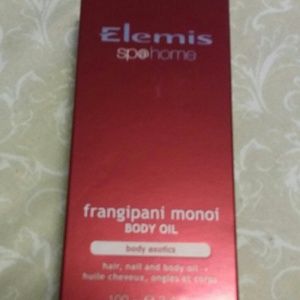 Elemis
spa@home
frangipani monoi
BODY OIL
body exotics
hair, nail and body oil -
huile cheveux, ongles et corps
100